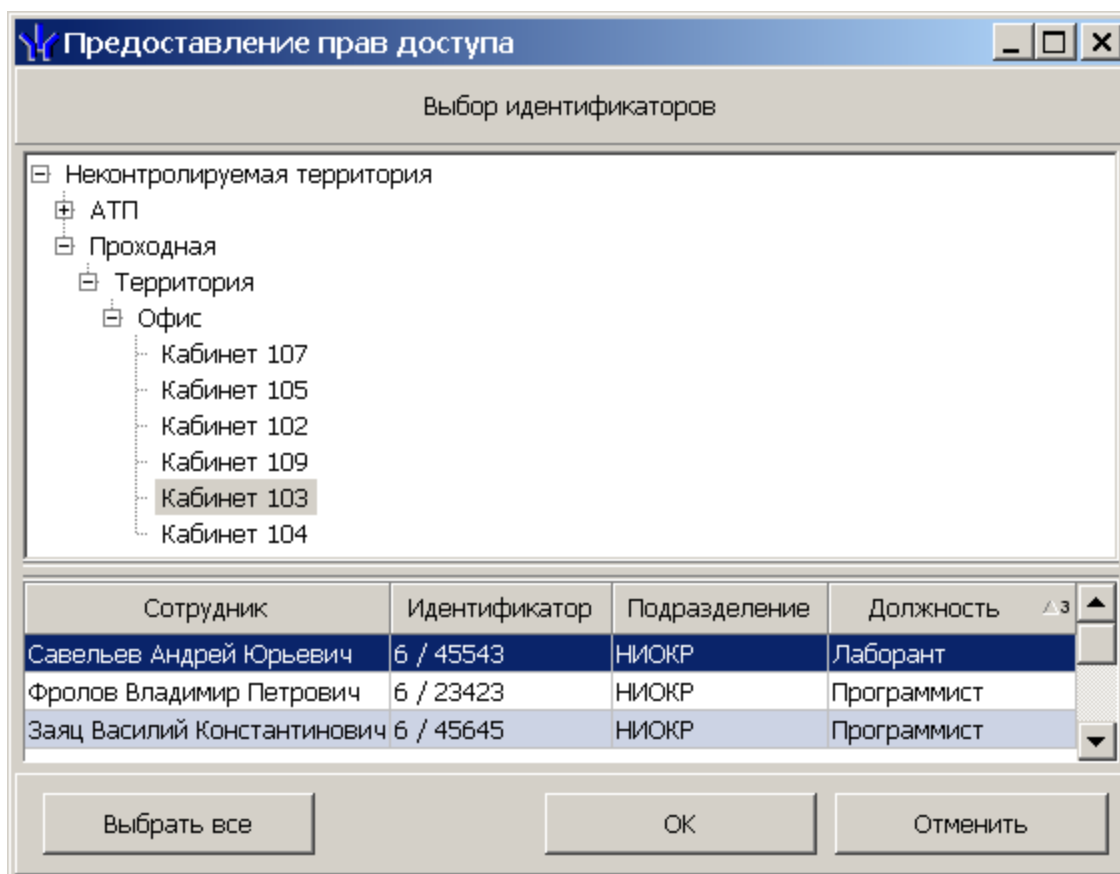 Предоставление прав доступа
Выбор идентификаторов
Неконтролируемая территория
АТП
Проходная
Территория
Офис
Кабинет 107
Кабинет 105
Кабинет 102
Кабинет 109
Кабинет 103
Кабинет 104
Сотрудник Идентификатор Подразделение Должность 3
Савельев Андрей Юрьевич 6 / 45543 НИОКР Лаборант
Фролов Владимир Петрович 6 / 23423 НИОКР Программист
Заяц Василий Константинович 6 / 45645 НИОКР Программист
Выбрать все OK Отменить